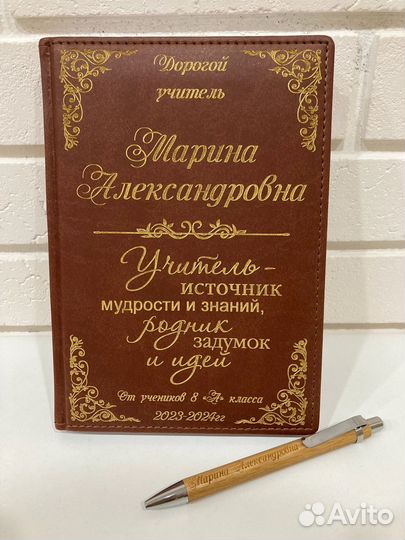 Дорогой
учитель
Марина
Александровна
Учитель -
источник
мудрости и знаний,
родник
задумок
и идей
От учеников 8 «А» класса
2023-2024гг
Марина Александровна
Avito